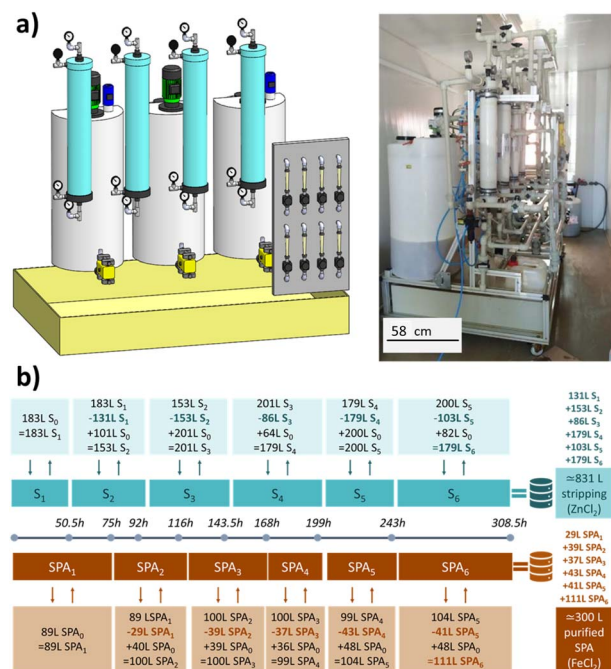 a)
58 cm
b)
183L S₀
=183L S₁
183L S₁
-131L S₁
+101L S₀
=153L S₂
153L S₂
-153L S₂
+201L S₀
=201L S₃
201L S₃
-86L S₃
+64L S₀
=179L S₄
179L S₄
-179L S₄
+200L S₀
=200L S₅
200L S₅
-103L S₅
+82L S₀
=179L S₆
131L S₁
+153L S₂
+86L S₃
+179L S₄
+103L S₅
+179L S₆
S₁
S₂
S₃
S₄
S₅
S₆
≃831 L
stripping
(ZnCl₂)
50.5h
75h
92h
116h
143.5h
168h
199h
243h
308.5h
SPA₁
SPA₂
SPA₃
SPA₄
SPA₅
SPA₆
29L SPA₁
+39L SPA₂
+37L SPA₃
+43L SPA₄
+41L SPA₅
+111L SPA₆
89L SPA₀
=89L SPA₁
89 LSPA₁
-29L SPA₁
+40L SPA₀
=100L SPA₂
100L SPA₂
-39L SPA₂
+39L SPA₀
=100L SPA₃
100L SPA₃
-37L SPA₃
+36L SPA₀
=99L SPA₄
99L SPA₄
-43L SPA₄
+48L SPA₀
=104L SPA₅
104L SPA₅
-41L SPA₅
+48L SPA₀
=111L SPA₆
≃300 L
purified
SPA
(FeCl₂)